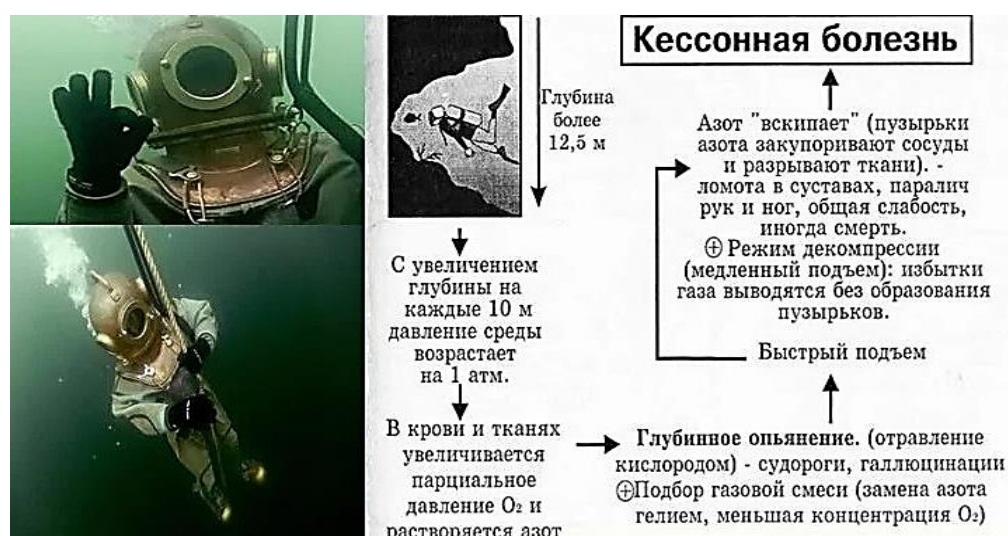 Глубина
более
12,5 м
С увеличением
глубины на
каждые 10 м
давление среды
возрастает
на 1 атм.
В крови и тканях
увеличивается
парциальное
давление O₂ и
растворяется азот
Глубинное опьянение. (отравление
кислородом) - судороги, галлюцинации
⊕Подбор газовой смеси (замена азота
гелием, меньшая концентрация O₂)
Быстрый подъем
Азот "вскипает" (пузырьки
азота закупоривают сосуды
и разрывают ткани). -
ломота в суставах, паралич
рук и ног, общая слабость,
иногда смерть.
⊕ Режим декомпрессии
(медленный подъем): избытки
газа выводятся без образования
пузырьков.
Кессонная болезнь